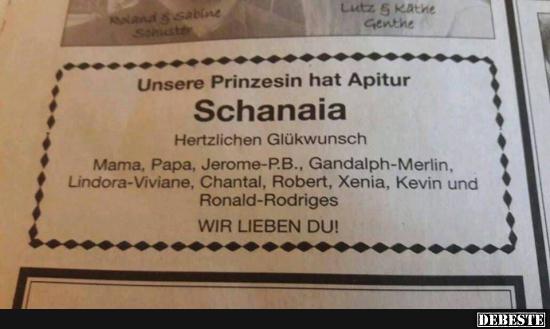 Roland & Sabine
Schuster
Lutz & Käthe
Genthe
Unsere Prinzesin hat Apitur
Schanaia
Hertzlichen Glükwunsch
Mama, Papa, Jerome-P.B., Gandalph-Merlin,
Lindora-Viviane, Chantal, Robert, Xenia, Kevin und
Ronald-Rodriges
WIR LIEBEN DU!
DEBESTE